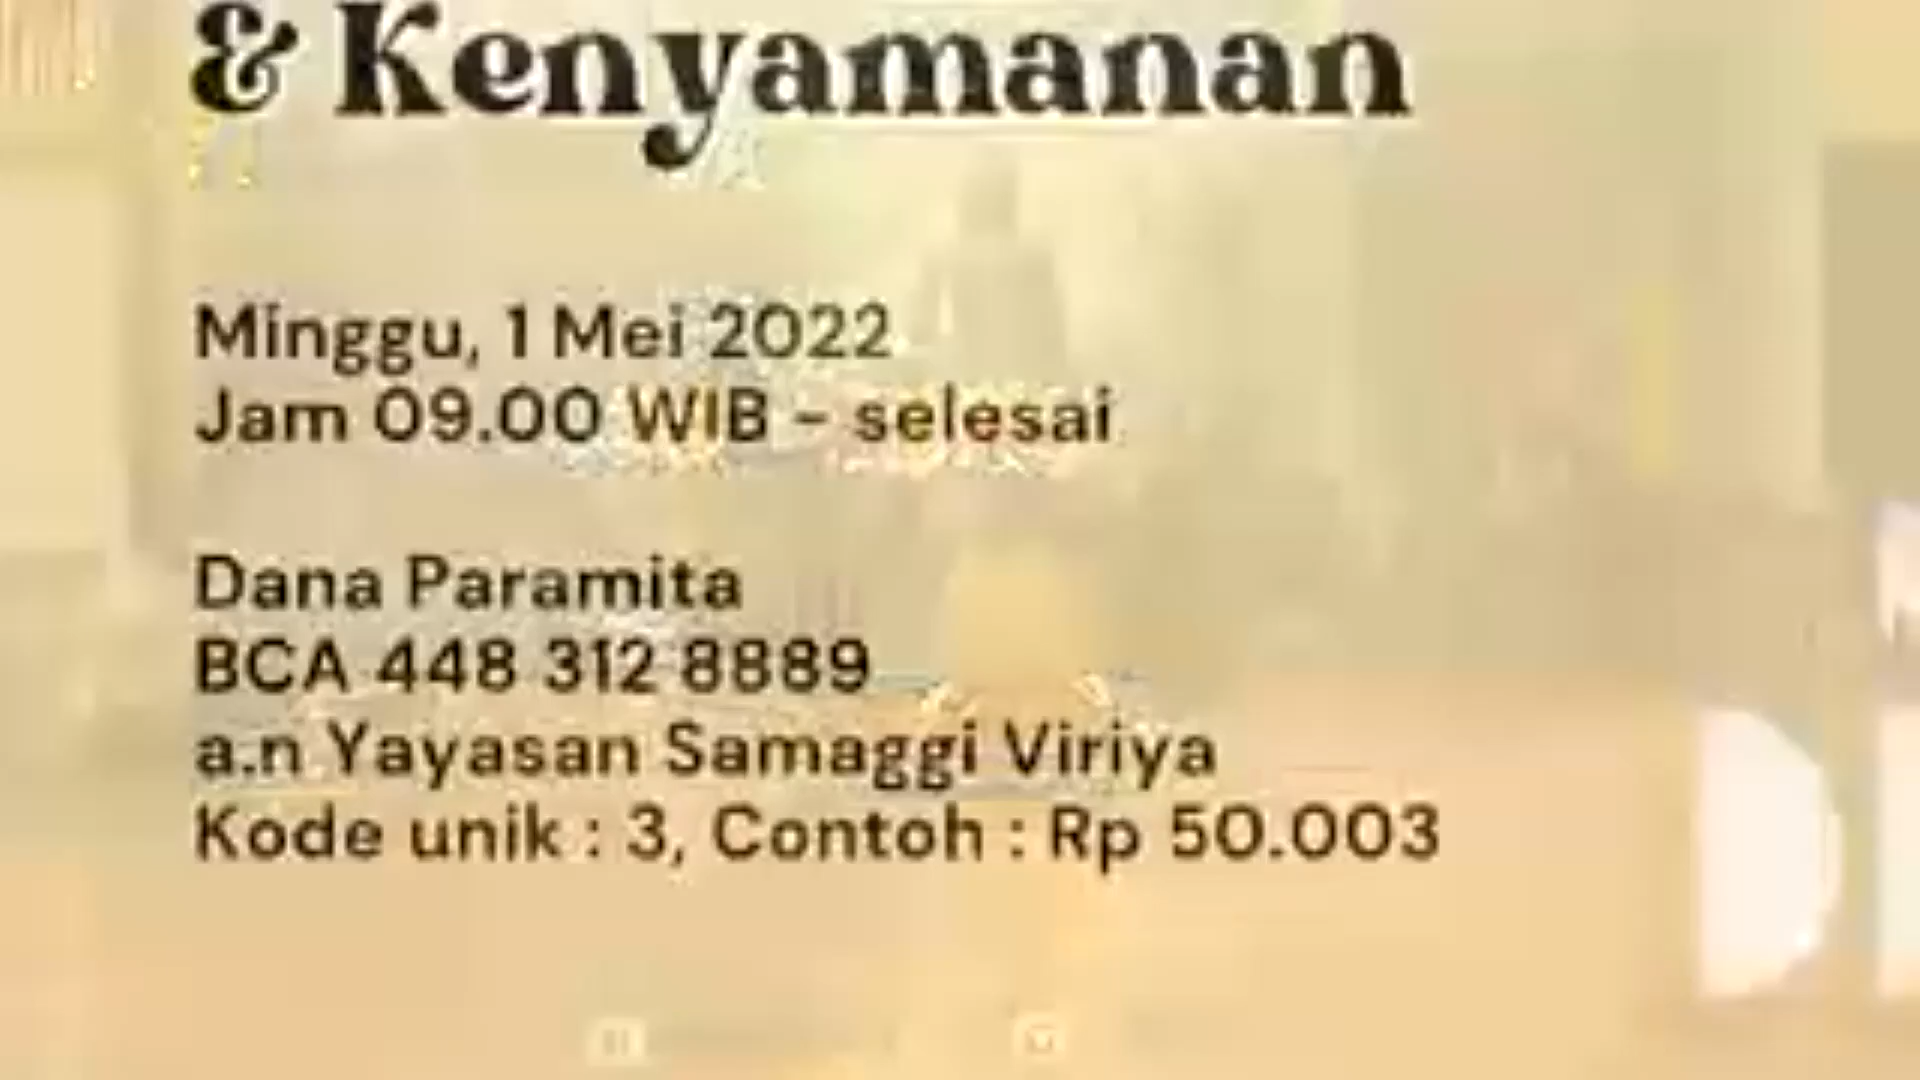 & Kenyamanan
Minggu, 1 Mei 2022
Jam 09.00 WIB - selesai
Dana Paramita
BCA 448 312 8889
a.n Yayasan Samaggi Viriya
Kode unik : 3, Contoh : Rp 50.003